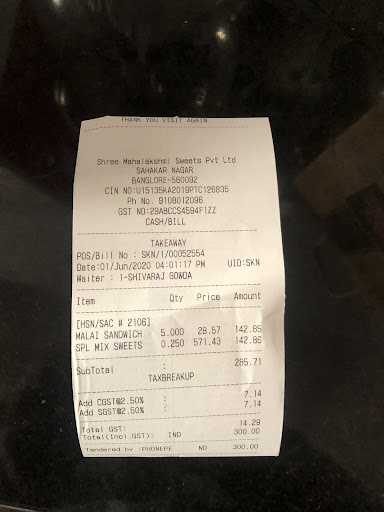 THANK YOU VISIT AGAIN
Shree Mahalakshmi Sweets Pvt Ltd
SAHAKAR NAGAR
BANGLORE-560092
CIN NO:U15135KA2019PTC126835
Ph No. 9108012096
GST NO:29ABCCS4594F1ZZ
CASH/BILL
TAKEAWAY
POS/Bill No : SKN/1/00052554
Date:01/Jun/2020 04:01:17 PM UID:SKN
Waiter : 1-SHIVARAJ GOWDA
Item Qty Price Amount
[HSN/SAC # 2106]
MALAI SANDWICH 5.000 28.57 142.85
SPL MIX SWEETS 0.250 571.43 142.86
SubTotal : 285.71
TAXBREAKUP
Add CGST@2.50% : 7.14
Add SGST@2.50% : 7.14
Total GST: 14.29
Total(Incl.GST): IND 300.00
Tendered by :PHONEPE ND 300.00